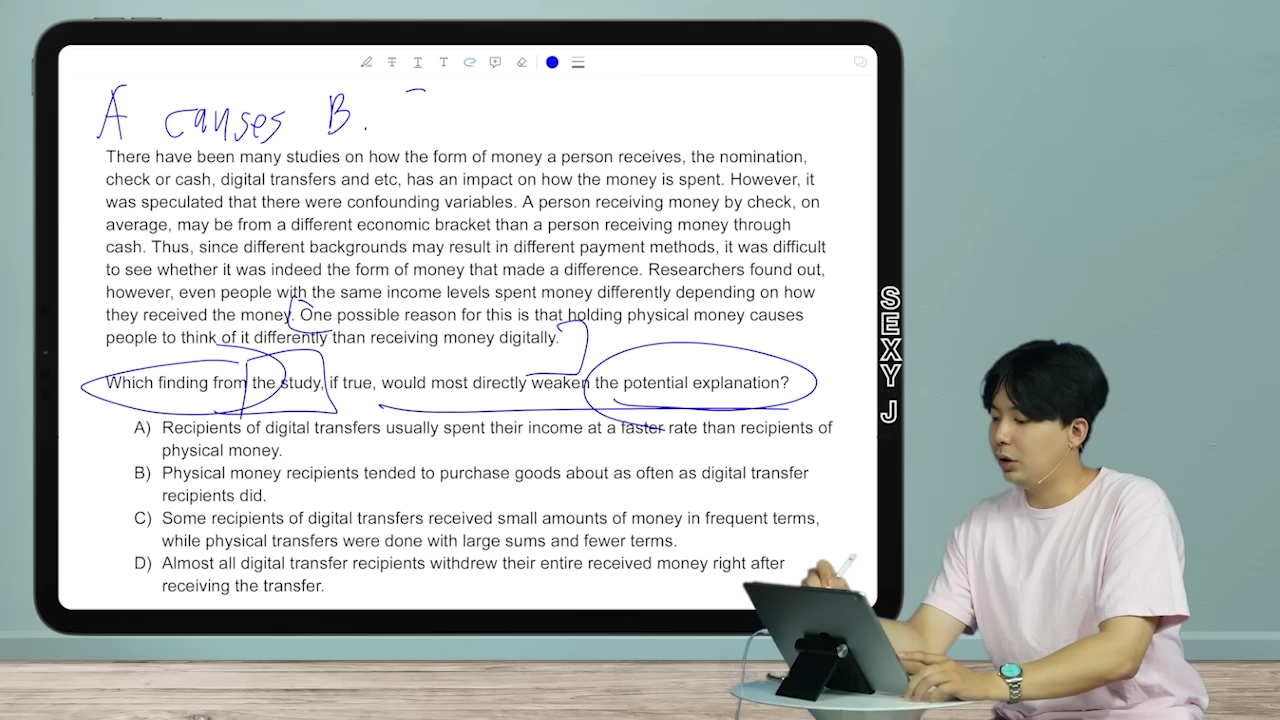 A causes B.
There have been many studies on how the form of money a person receives, the nomination,
check or cash, digital transfers and etc, has an impact on how the money is spent. However, it
was speculated that there were confounding variables. A person receiving money by check, on
average, may be from a different economic bracket than a person receiving money through
cash. Thus, since different backgrounds may result in different payment methods, it was difficult
to see whether it was indeed the form of money that made a difference. Researchers found out,
however, even people with the same income levels spent money differently depending on how
they received the money. One possible reason for this is that holding physical money causes
people to think of it differently than receiving money digitally.
Which finding from the study, if true, would most directly weaken the potential explanation?
A) Recipients of digital transfers usually spent their income at a faster rate than recipients of
physical money.
B) Physical money recipients tended to purchase goods about as often as digital transfer
recipients did.
C) Some recipients of digital transfers received small amounts of money in frequent terms,
while physical transfers were done with large sums and fewer terms.
D) Almost all digital transfer recipients withdrew their entire received money right after
receiving the transfer.
SEXY J